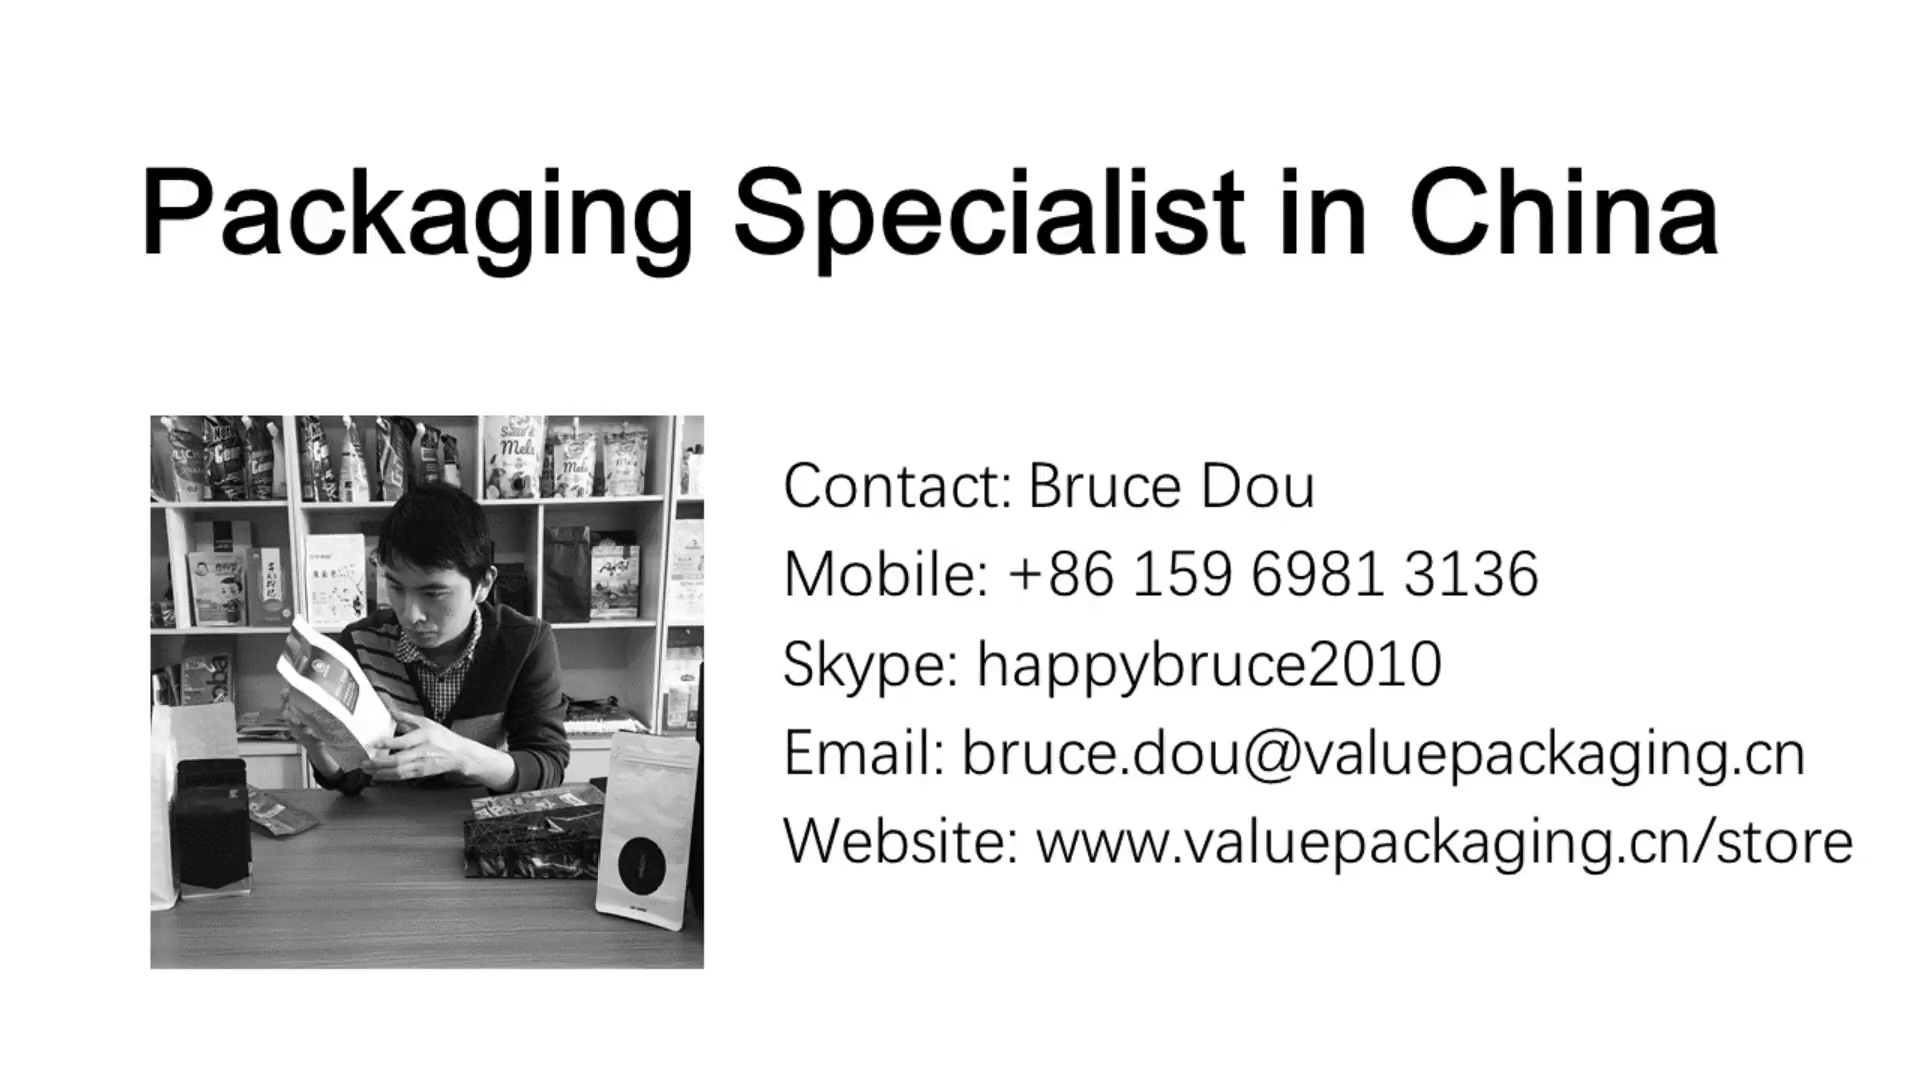 Packaging Specialist in China
Contact: Bruce Dou
Mobile: +86 159 6981 3136
Skype: happybruce2010
Email: bruce.dou@valuepackaging.cn
Website: www.valuepackaging.cn/store